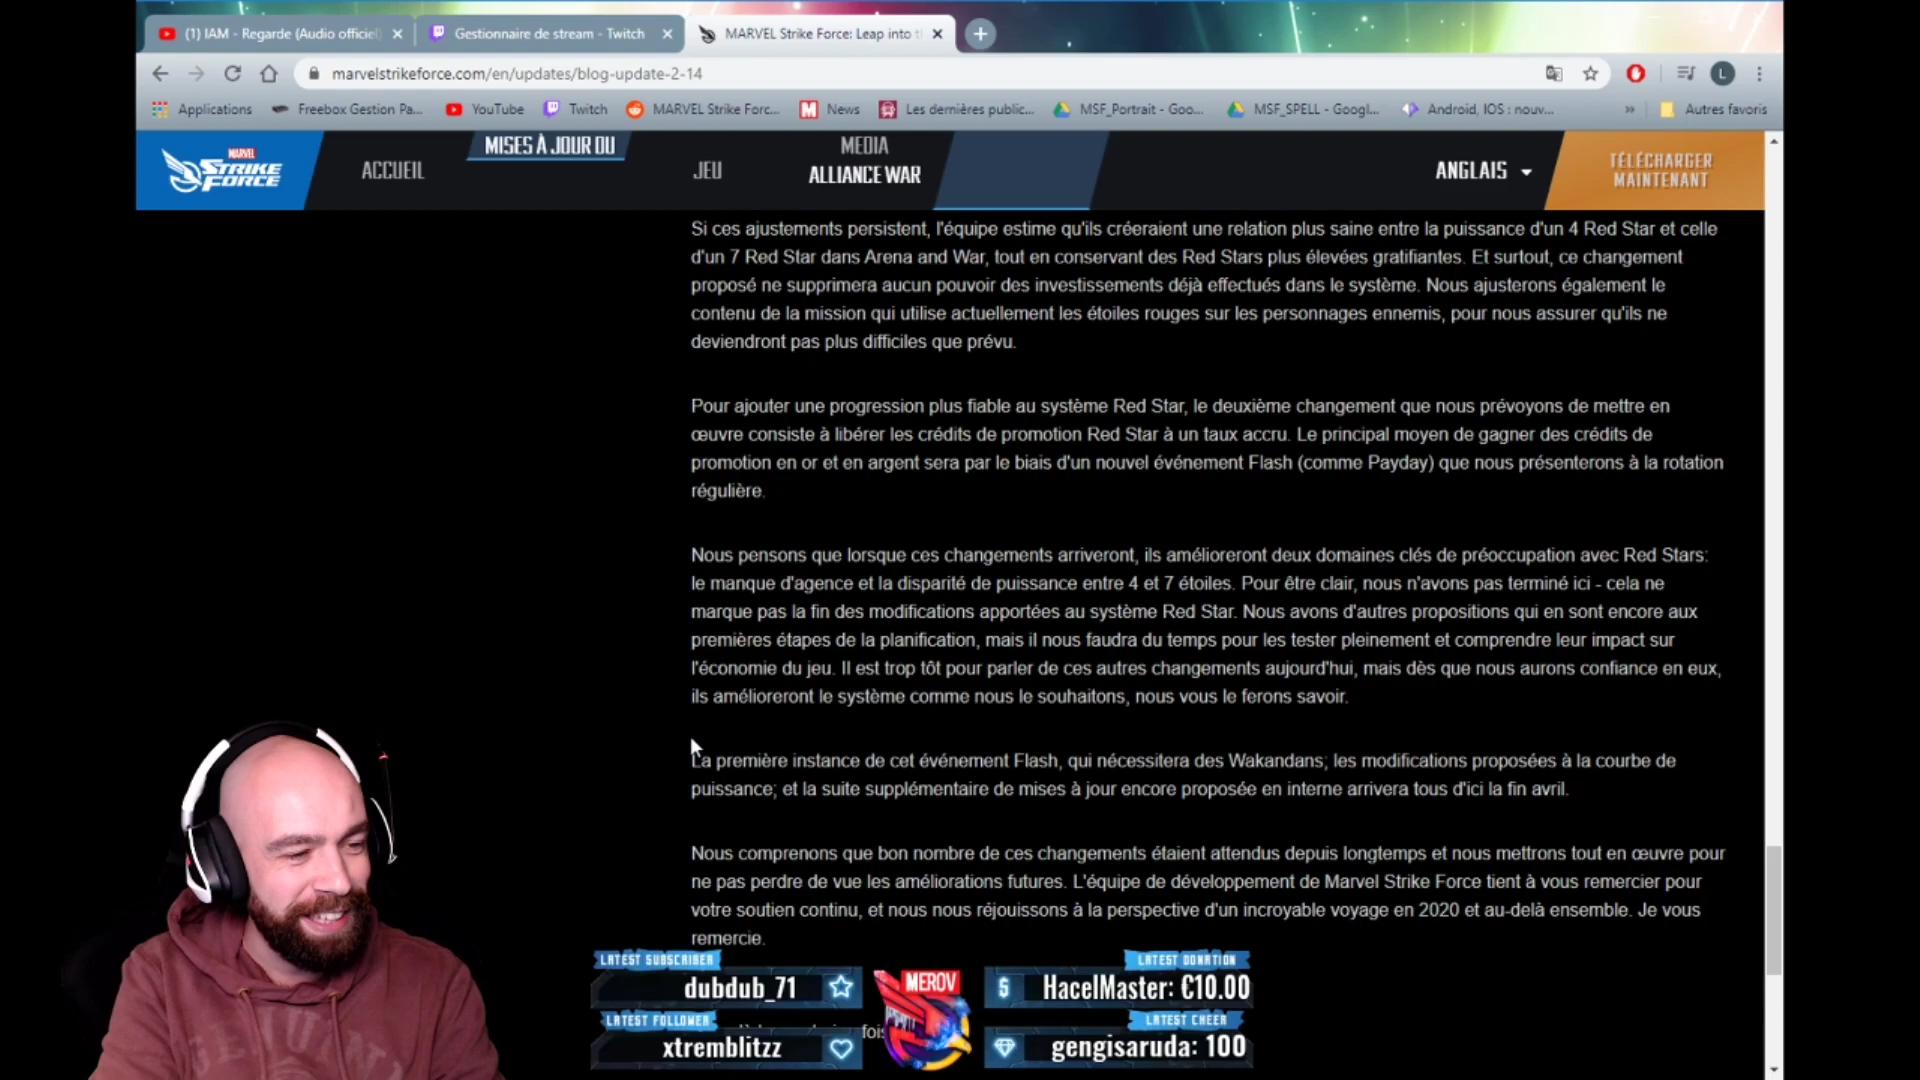 (1) IAM - Regarde (Audio officiel
Gestionnaire de stream - Twitch
MARVEL Strike Force: Leap into t
marvelstrikeforce.com/en/updates/blog-update-2-14
L
Applications
Freebox Gestion Pa...
YouTube
Twitch
MARVEL Strike Forc...
News
Les dernières public...
MSF_Portrait - Goo...
MSF_SPELL - Googl...
Android, IOS : nouv...
Autres favoris
MARVEL
STRIKE
FORCE
ACCUEIL
MISES À JOUR DU
JEU
MEDIA
ALLIANCE WAR
ANGLAIS
TÉLÉCHARGER
MAINTENANT
Si ces ajustements persistent, l'équipe estime qu'ils créeraient une relation plus saine entre la puissance d'un 4 Red Star et celle
d'un 7 Red Star dans Arena and War, tout en conservant des Red Stars plus élevées gratifiantes. Et surtout, ce changement
proposé ne supprimera aucun pouvoir des investissements déjà effectués dans le système. Nous ajusterons également le
contenu de la mission qui utilise actuellement les étoiles rouges sur les personnages ennemis, pour nous assurer qu'ils ne
deviendront pas plus difficiles que prévu.
Pour ajouter une progression plus fiable au système Red Star, le deuxième changement que nous prévoyons de mettre en
œuvre consiste à libérer les crédits de promotion Red Star à un taux accru. Le principal moyen de gagner des crédits de
promotion en or et en argent sera par le biais d'un nouvel événement Flash (comme Payday) que nous présenterons à la rotation
régulière.
Nous pensons que lorsque ces changements arriveront, ils amélioreront deux domaines clés de préoccupation avec Red Stars:
le manque d'agence et la disparité de puissance entre 4 et 7 étoiles. Pour être clair, nous n'avons pas terminé ici - cela ne
marque pas la fin des modifications apportées au système Red Star. Nous avons d'autres propositions qui en sont encore aux
premières étapes de la planification, mais il nous faudra du temps pour les tester pleinement et comprendre leur impact sur
l'économie du jeu. Il est trop tôt pour parler de ces autres changements aujourd'hui, mais dès que nous aurons confiance en eux,
ils amélioreront le système comme nous le souhaitons, nous vous le ferons savoir.
La première instance de cet événement Flash, qui nécessitera des Wakandans; les modifications proposées à la courbe de
puissance; et la suite supplémentaire de mises à jour encore proposée en interne arrivera tous d'ici la fin avril.
Nous comprenons que bon nombre de ces changements étaient attendus depuis longtemps et nous mettrons tout en œuvre pour
ne pas perdre de vue les améliorations futures. L'équipe de développement de Marvel Strike Force tient à vous remercier pour
votre soutien continu, et nous nous réjouissons à la perspective d'un incroyable voyage en 2020 et au-delà ensemble. Je vous
remercie.
LATEST SUBSCRIBER
dubdub_71
LATEST FOLLOWER
xtremblitzz
MEROV
LATEST DONATION
$
HacelMaster: €10.00
LATEST CHEER
gengisaruda: 100